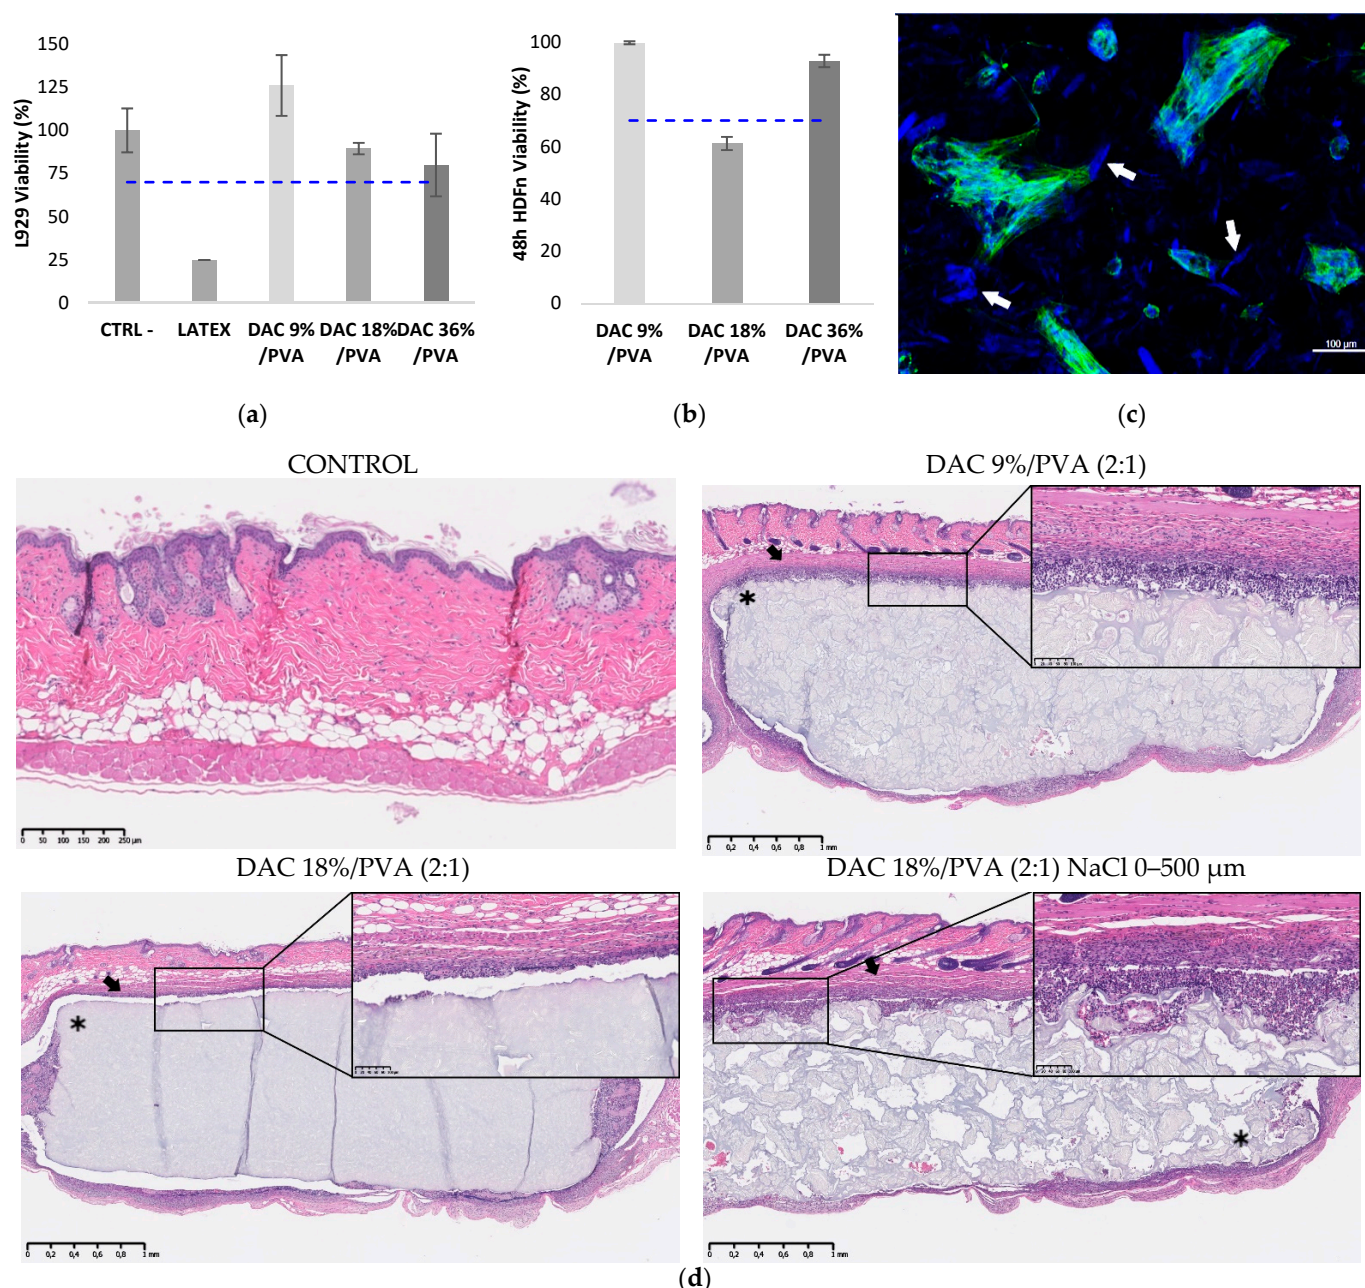 150
125
100
75
50
25
0
L929 Viability (%)
CTRL -
LATEX
DAC 9%
/PVA
DAC 18%
/PVA
DAC 36%
/PVA
(a)
100
80
60
40
20
0
48h HDFn Viability (%)
DAC 9%
/PVA
DAC 18%
/PVA
DAC 36%
/PVA
(b)
100 µm
(c)
CONTROL
0 50 100 150 200 250 µm
DAC 9%/PVA (2:1)
*
0 0,2 0,4 0,6 0,8 1 mm
DAC 18%/PVA (2:1)
*
0 0,2 0,4 0,6 0,8 1 mm
DAC 18%/PVA (2:1) NaCl 0–500 µm
*
0 0,2 0,4 0,6 0,8 1 mm
(d)